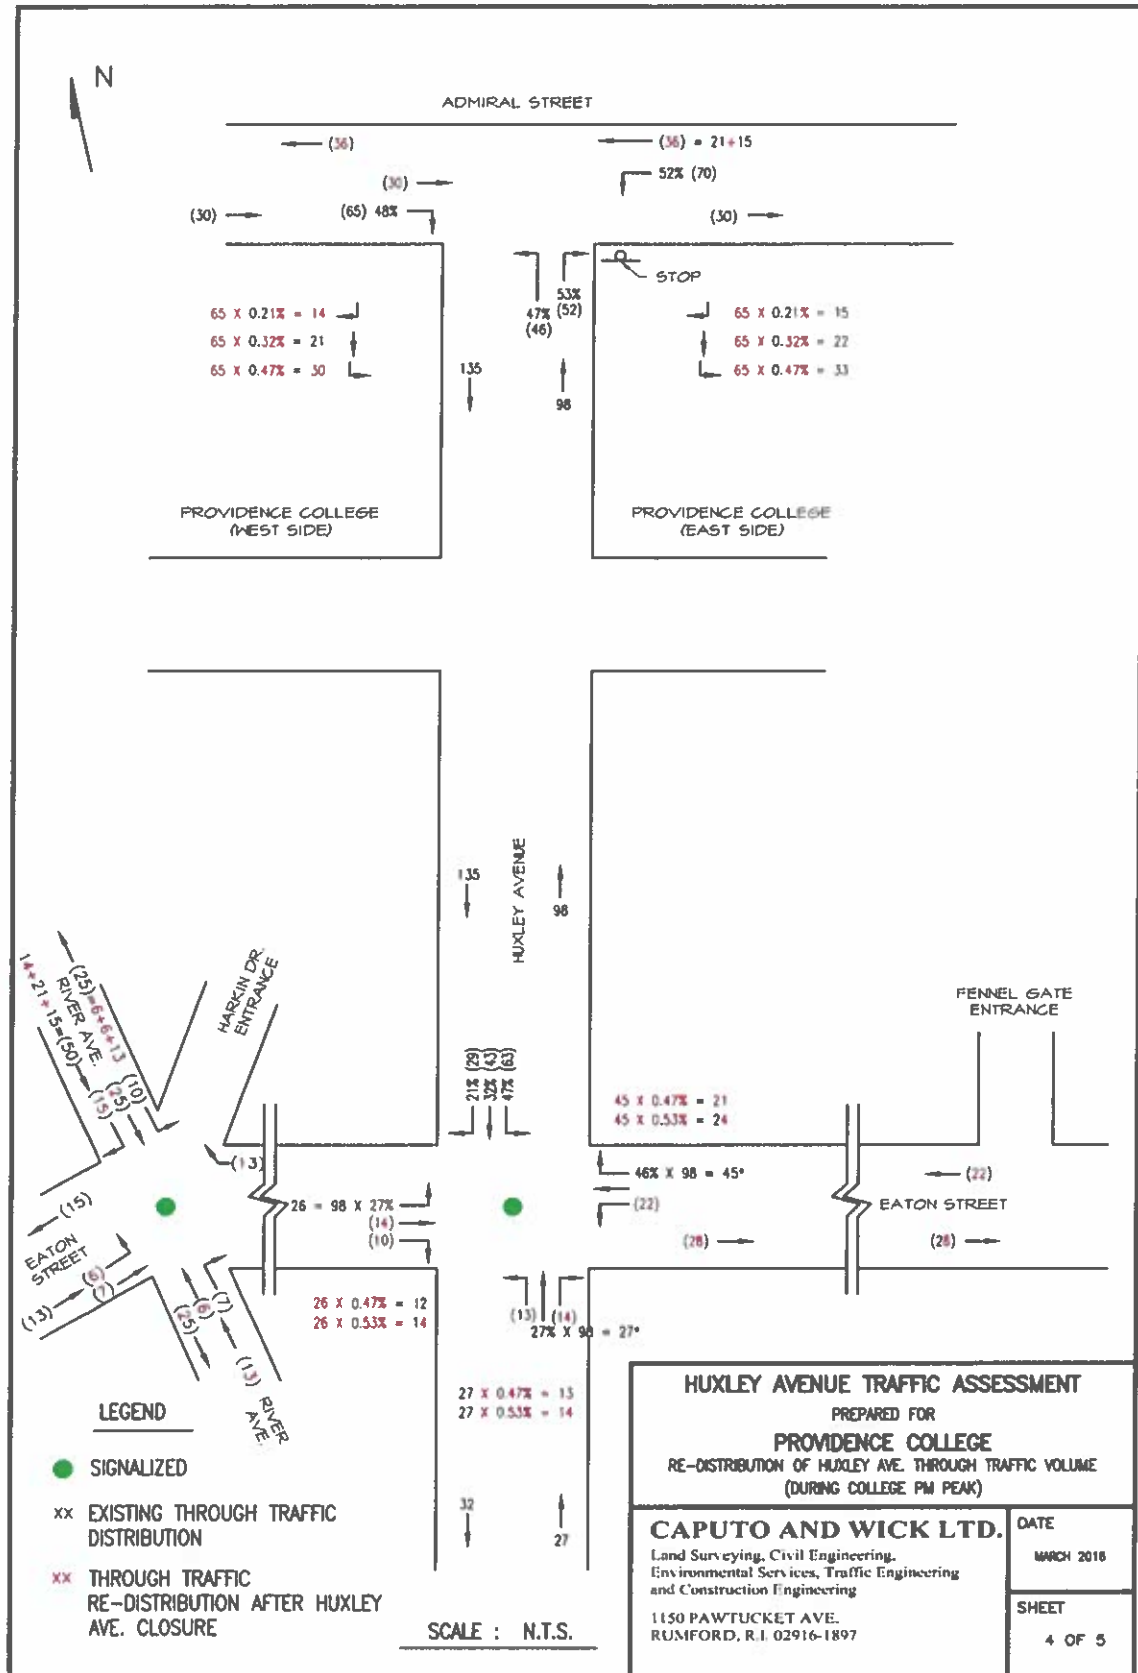 N
ADMIRAL STREET
(36)
(36) = 21+15
(30)
52% (70)
(30)
(65) 48%
(30)
STOP
53%
(52)
47%
(46)
65 X 0.21% = 14
65 X 0.32% = 21
65 X 0.47% = 30
65 X 0.21% = 15
65 X 0.32% = 22
65 X 0.47% = 33
135
98
PROVIDENCE COLLEGE
(WEST SIDE)
PROVIDENCE COLLEGE
(EAST SIDE)
135
98
HUXLEY AVENUE
(25)=6+6+13
RIVER AVE.
14+21+15=(50)
HARKIN DR.
ENTRANCE
FENNEL GATE
ENTRANCE
(15)
(25)
(10)
21% (29)
32% (43)
47% (63)
45 X 0.47% = 21
45 X 0.53% = 24
(13)
46% X 98 = 45°
(22)
(22)
EATON STREET
(28)
(28)
26 = 98 X 27%
(14)
(10)
(15)
EATON
STREET
(13)
(6)
(7)
(25)
(6)
(7)
(13)
RIVER
AVE.
26 X 0.47% = 12
26 X 0.53% = 14
(13) (14)
27% X 98 = 27°
27 X 0.47% = 13
27 X 0.53% = 14
32
27
LEGEND
SIGNALIZED
XX EXISTING THROUGH TRAFFIC
DISTRIBUTION
XX THROUGH TRAFFIC
RE-DISTRIBUTION AFTER HUXLEY
AVE. CLOSURE
SCALE : N.T.S.
HUXLEY AVENUE TRAFFIC ASSESSMENT
PREPARED FOR
PROVIDENCE COLLEGE
RE-DISTRIBUTION OF HUXLEY AVE. THROUGH TRAFFIC VOLUME
(DURING COLLEGE PM PEAK)
CAPUTO AND WICK LTD.
Land Surveying, Civil Engineering,
Environmental Services, Traffic Engineering
and Construction Engineering
1150 PAWTUCKET AVE.
RUMFORD, R.I. 02916-1897
DATE
MARCH 2016
SHEET
4 OF 5